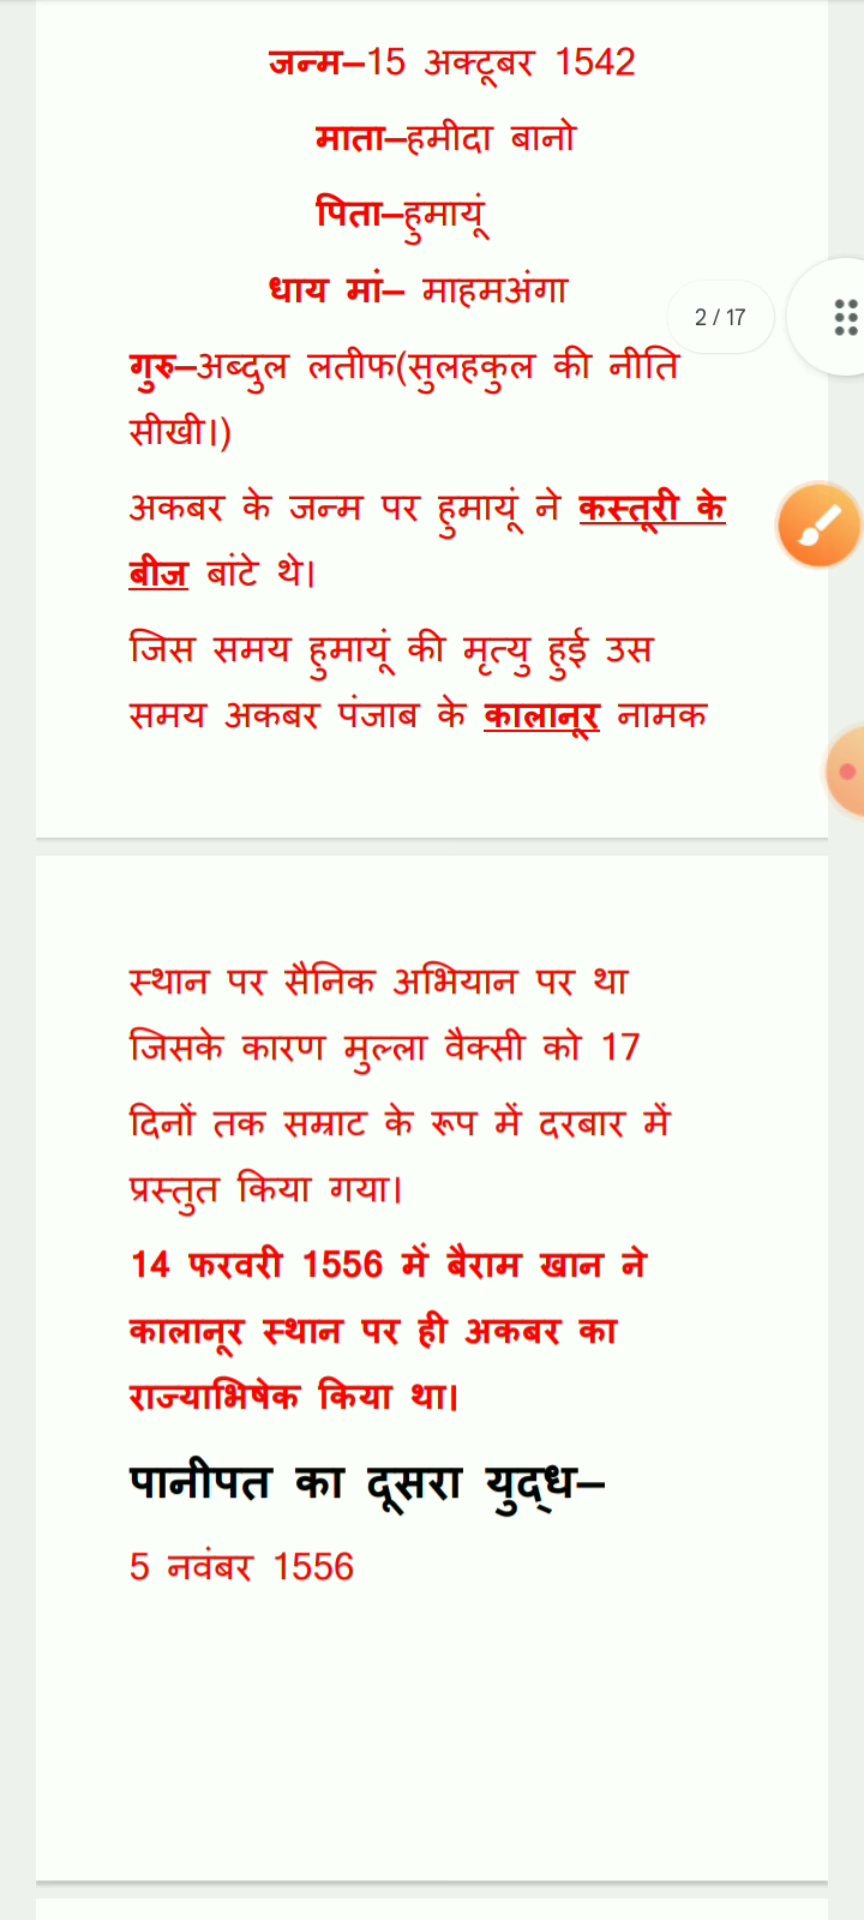 जन्म–15 अक्टूबर 1542
माता–हमीदा बानो
पिता–हुमायूं
धाय मां– माहमअंगा
2 / 17
गुरु–अब्दुल लतीफ(सुलहकुल की नीति
सीखी।)
अकबर के जन्म पर हुमायूं ने कस्तूरी के
बीज बांटे थे।
जिस समय हुमायूं की मृत्यु हुई उस
समय अकबर पंजाब के कालानूर नामक
स्थान पर सैनिक अभियान पर था
जिसके कारण मुल्ला वैक्सी को 17
दिनों तक सम्राट के रूप में दरबार में
प्रस्तुत किया गया।
14 फरवरी 1556 में बैराम खान ने
कालानूर स्थान पर ही अकबर का
राज्याभिषेक किया था।
पानीपत का दूसरा युद्ध–
5 नवंबर 1556